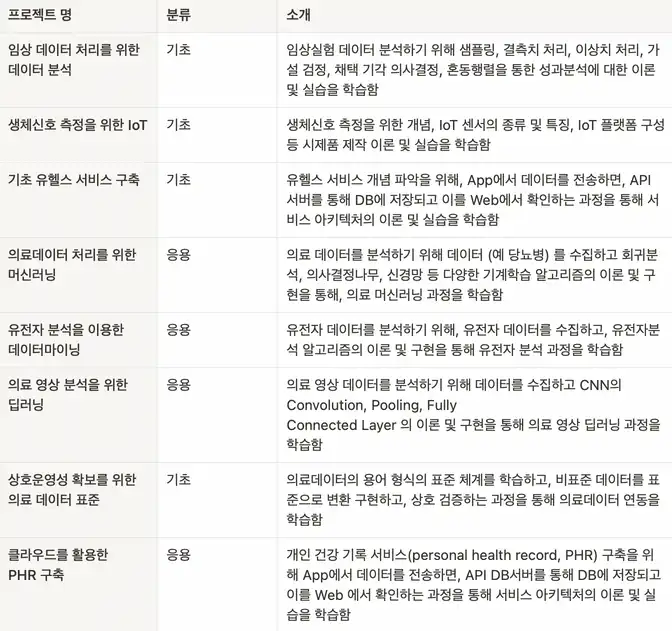 프로젝트 명 분류 소개
임상 데이터 처리를 위한 데이터 분석 기초 임상실험 데이터 분석하기 위해 샘플링, 결측치 처리, 이상치 처리, 가
설 검정, 채택 기각 의사결정, 혼동행렬을 통한 성과분석에 대한 이론
및 실습을 학습함
생체신호 측정을 위한 IoT 기초 생체신호 측정을 위한 개념, IoT 센서의 종류 및 특징, IoT 플랫폼 구성
등 시제품 제작 이론 및 실습을 학습함
기초 유헬스 서비스 구축 기초 유헬스 서비스 개념 파악을 위해, App에서 데이터를 전송하면, API
서버를 통해 DB에 저장되고 이를 Web에서 확인하는 과정을 통해 서
비스 아키텍처의 이론 및 실습을 학습함
의료데이터 처리를 위한 머신러닝 응용 의료 데이터를 분석하기 위해 데이터 (예 당뇨병) 를 수집하고 회귀분
석, 의사결정나무, 신경망 등 다양한 기계학습 알고리즘의 이론 및 구
현을 통해, 의료 머신러닝 과정을 학습함
유전자 분석을 이용한 데이터마이닝 응용 유전자 데이터를 분석하기 위해, 유전자 데이터를 수집하고, 유전자분
석 알고리즘의 이론 및 구현을 통해 유전자 분석 과정을 학습함
의료 영상 분석을 위한 딥러닝 응용 의료 영상 데이터를 분석하기 위해 데이터를 수집하고 CNN의
Convolution, Pooling, Fully
Connected Layer 의 이론 및 구현을 통해 의료 영상 딥러닝 과정을
학습함
상호운영성 확보를 위한 의료 데이터 표준 기초 의료데이터의 용어 형식의 표준 체계를 학습하고, 비표준 데이터를 표
준으로 변환 구현하고, 상호 검증하는 과정을 통해 의료데이터 연동을
학습함
클라우드를 활용한 PHR 구축 응용 개인 건강 기록 서비스(personal health record, PHR) 구축을 위
해 App에서 데이터를 전송하면, API DB서버를 통해 DB에 저장되고
이를 Web 에서 확인하는 과정을 통해 서비스 아키텍처의 이론 및 실
습을 학습함